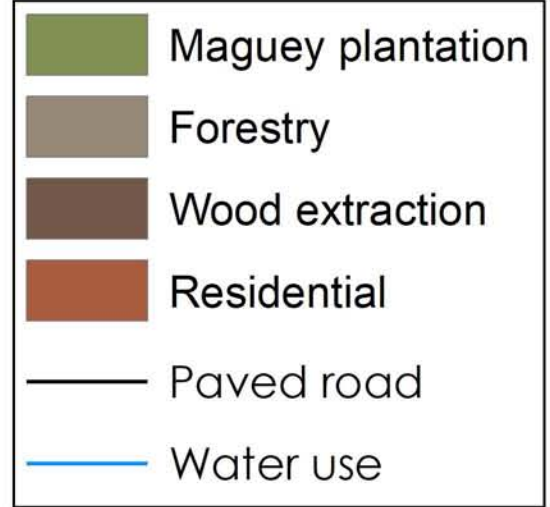 Maguey plantation
Forestry
Wood extraction
Residential
Paved road
Water use